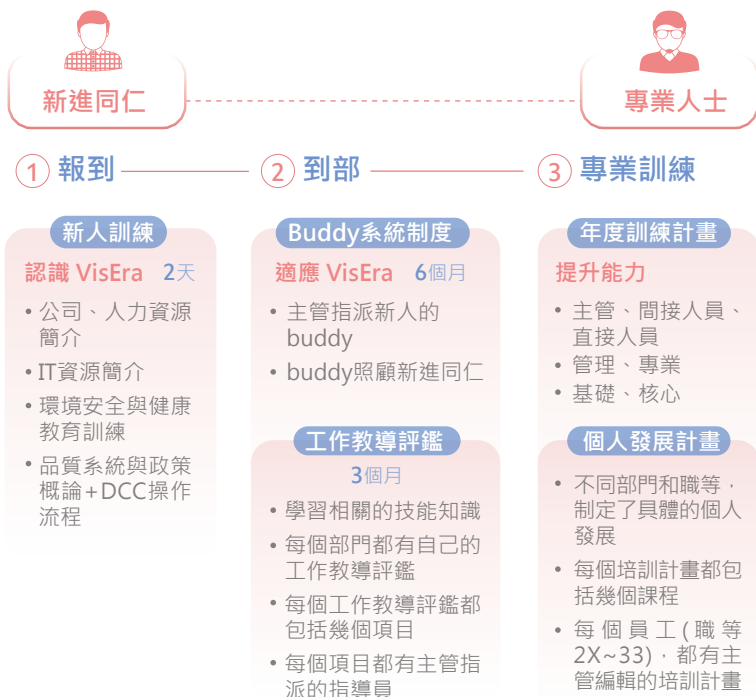 新進同仁
專業人士
1 報到
2 到部
3 專業訓練
新人訓練
認識 VisEra 2天
• 公司、人力資源
簡介
• IT資源簡介
• 環境安全與健康
教育訓練
• 品質系統與政策
概論+DCC操作
流程
Buddy系統制度
適應 VisEra 6個月
• 主管指派新人的
buddy
• buddy照顧新進同仁
工作教導評鑑
3個月
• 學習相關的技能知識
• 每個部門都有自己的
工作教導評鑑
• 每個工作教導評鑑都
包括幾個項目
• 每個項目都有主管指
派的指導員
年度訓練計畫
提升能力
• 主管、間接人員、
直接人員
• 管理、專業
• 基礎、核心
個人發展計畫
• 不同部門和職等，
制定了具體的個人
發展
• 每個培訓計畫都包
括幾個課程
• 每個員工(職等
2X~33)，都有主
管編輯的培訓計畫